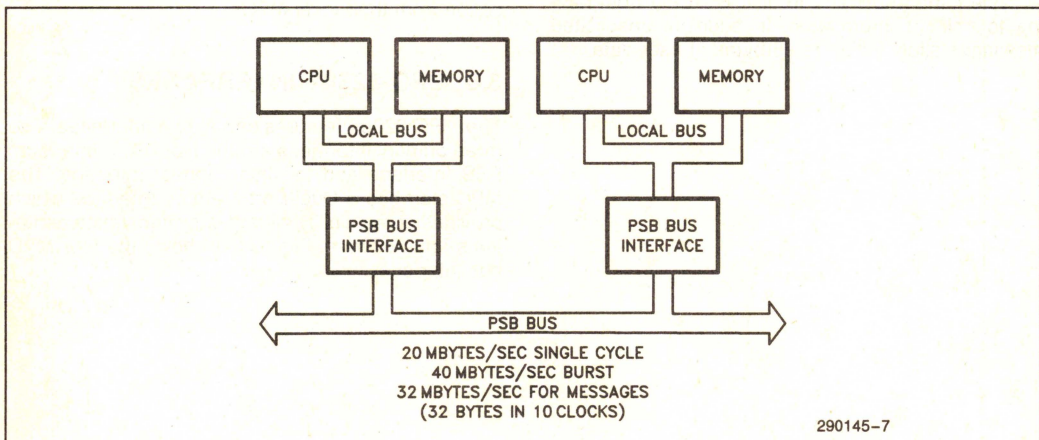 CPU
MEMORY
CPU
MEMORY
LOCAL BUS
LOCAL BUS
PSB BUS
INTERFACE
PSB BUS
INTERFACE
PSB BUS
20 MBYTES/SEC SINGLE CYCLE
40 MBYTES/SEC BURST
32 MBYTES/SEC FOR MESSAGES
(32 BYTES IN 10 CLOCKS)
290145-7